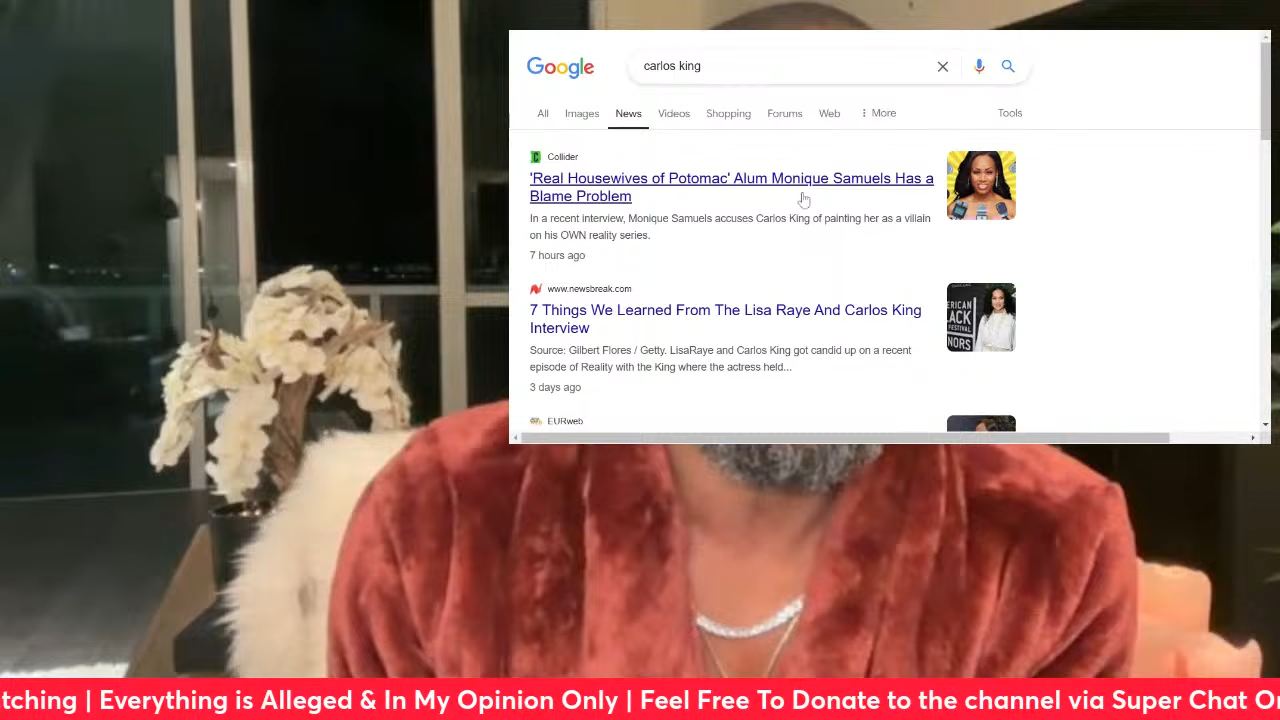 Google
carlos king
All Images News Videos Shopping Forums Web More Tools
Collider
'Real Housewives of Potomac' Alum Monique Samuels Has a
Blame Problem
In a recent interview, Monique Samuels accuses Carlos King of painting her as a villain
on his OWN reality series.
7 hours ago
www.newsbreak.com
7 Things We Learned From The Lisa Raye And Carlos King
Interview
ERICAN
LACK
FESTIVAL
NORS
Source: Gilbert Flores / Getty. LisaRaye and Carlos King got candid up on a recent
episode of Reality with the King where the actress held...
3 days ago
EURweb
tching | Everything is Alleged & In My Opinion Only | Feel Free To Donate to the channel via Super Chat O